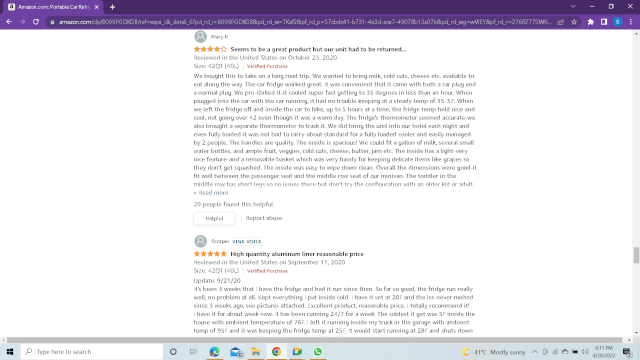 Amazon.com: Portable Car Refri
amazon.com/dp/B099PGDKG8/ref=espa_dk_detail_6?pd_rd_i=B099PGDKG8&pd_rd_w=TKaf2&pf_rd_p=57cbdc41-b731-4e3d-aca7-49078b13a07b&pd_rd_wg=wMEYf&pf_rd_r=276R7775W6...
Mary H
Seems to be a great product but our unit had to be returned...
Reviewed in the United States on October 23, 2020
Size: 42QT (40L) | Verified Purchase
We bought this to take on a long road trip. We wanted to bring milk, cold cuts, cheese etc, available to
eat along the way. The car fridge worked great. It was convenient that it came with both a car plug and
a normal plug. We pre-chilled it-it cooled super fast getting to 35 degrees in less than an hour. When
plugged into the car with the car running, it had no trouble keeping at a steady temp of 35-37. When
we left the fridge off and inside the car to hike, up to 5 hours at a time, the fridge temp held nice and
cool, not going over 42 even though it was a warm day. The fridge's thermometer seemed accurate-we
also brought a separate thermometer to track it. We did bring the unit into our hotel each night and
even fully loaded it was not bad to carry-about standard for a fully loaded cooler and easily managed
by 2 people. The handles are quality. The inside is spacious! We could fit a gallon of milk, several small
water bottles, and ample fruit, veggies, cold cuts, cheese, butter, jam etc. The inside has a light-very
nice feature-and a removable basket which was very handy for keeping delicate items like grapes so
they don't get squashed. The inside was easy to wipe down clean. Overall the dimensions were good-it
fit well between the passenger seat and the middle row seat of our minivan. The toddler in the
middle row has short legs so no issues there but don't try the configuration with an older kid or adult.
Read more
29 people found this helpful
Helpful | Report abuse
Scorpio VINE VOICE
High quantity aluminum liner reasonable price
Reviewed in the United States on September 11, 2020
Size: 42QT (40L) | Verified Purchase
Update: 9/21/20
It's been 3 weeks that I have the fridge and had it run since then. So far so good, the fridge run really
well, no problem at all. Kept everything I put inside cold. I have it set at 28F and the ice never melted
since 3 weeks ago, see pictures attached. Excellent product, reasonable price. I totally recommend it!
I have it for about week now. It has been running 24/7 for a week. The coldest it got was 5F inside the
house with ambient temperature of 76F. I left it running inside my truck in the garage with ambient
temp of 95F and it was keeping the fridge temp at 25F. It would start running at 28F and shuts down
Type here to search
41°F Mostly sunny
6:11 PM
4/28/2022